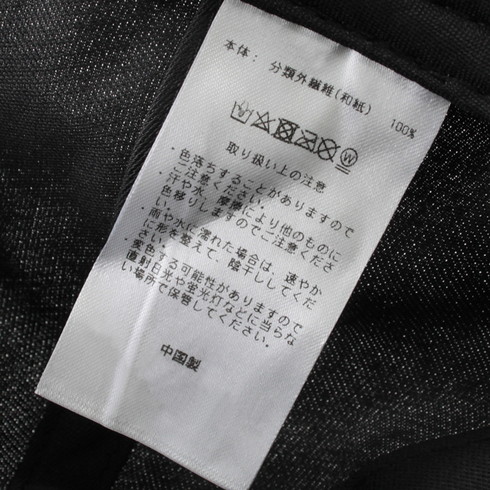 本体： 分類外繊維(和紙) 100%
取り扱い上の注意
・色落ちすることがありますので
ご注意ください。
・汗や水、摩擦により他のものに
色移りしますのでご注意くださ
い。
・雨や水に濡れた場合は、速やか
に形を整えて、陰干ししてくだ
さい。
・変色する可能性がありますので
直射日光や蛍光灯などに当らな
い場所で保管してください。
中国製